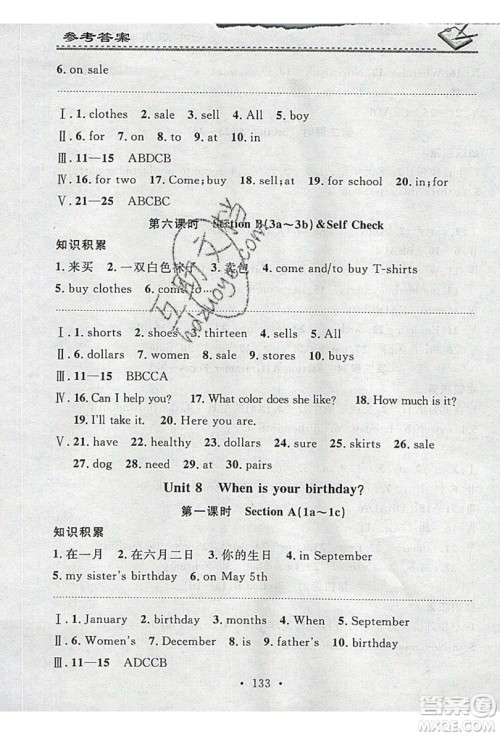 参考答案
6. on sale
Ⅰ. 1. clothes 2. sale 3. sell 4. All 5. buy
Ⅱ. 6. for 7. on 8. to 9. at 10. in
Ⅲ. 11—15 ABDCB
Ⅳ. 16. for two 17. Come;buy 18. sell;at 19. for school 20. in;for
Ⅴ. 21—25 ABCBC
第六课时 Section B(3a~3b)&Self Check
知识积累
1. 来买 2. 一双白色袜子 3. 卖包 4. come and/to buy T-shirts
5. buy clothes 6. come to…
Ⅰ. 1. shorts 2. shoes 3. thirteen 4. sells 5. clothes
Ⅱ. 6. dollars 7. women 8. sales 9. store 10. buys
Ⅲ. 11—15 BBCCA
Ⅳ. 16. Can I help you? 17. What color does she like? 18. How much is it?
19. I'll take it. 20. Here you are.
Ⅴ. 21. have 22. healthy 23. dollars 24. sure 25. skirts 26. sale
27. dog 28. need 29. at 30. pairs
Unit 8 When is your birthday?
第一课时 Section A(1a~1c)
知识积累
1. 在一月 2. 在六月二日 3. 你的生日 4. in September
5. my sister's birthday 6. on May 5th
Ⅰ. 1. January 2. birthday 3. months 4. When 5. September
Ⅱ. 6. Women's 7. December 8. is 9. father's 10. birthday
Ⅲ. 11—15 ADCCB
• 133 •
互助文档
huzuoye.com